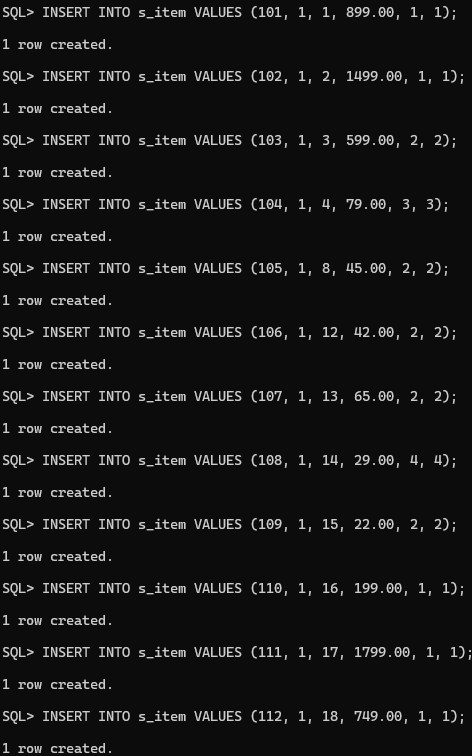 SQL> INSERT INTO s_item VALUES (101, 1, 1, 899.00, 1, 1);
1 row created.
SQL> INSERT INTO s_item VALUES (102, 1, 2, 1499.00, 1, 1);
1 row created.
SQL> INSERT INTO s_item VALUES (103, 1, 3, 599.00, 2, 2);
1 row created.
SQL> INSERT INTO s_item VALUES (104, 1, 4, 79.00, 3, 3);
1 row created.
SQL> INSERT INTO s_item VALUES (105, 1, 8, 45.00, 2, 2);
1 row created.
SQL> INSERT INTO s_item VALUES (106, 1, 12, 42.00, 2, 2);
1 row created.
SQL> INSERT INTO s_item VALUES (107, 1, 13, 65.00, 2, 2);
1 row created.
SQL> INSERT INTO s_item VALUES (108, 1, 14, 29.00, 4, 4);
1 row created.
SQL> INSERT INTO s_item VALUES (109, 1, 15, 22.00, 2, 2);
1 row created.
SQL> INSERT INTO s_item VALUES (110, 1, 16, 199.00, 1, 1);
1 row created.
SQL> INSERT INTO s_item VALUES (111, 1, 17, 1799.00, 1, 1);
1 row created.
SQL> INSERT INTO s_item VALUES (112, 1, 18, 749.00, 1, 1);
1 row created.